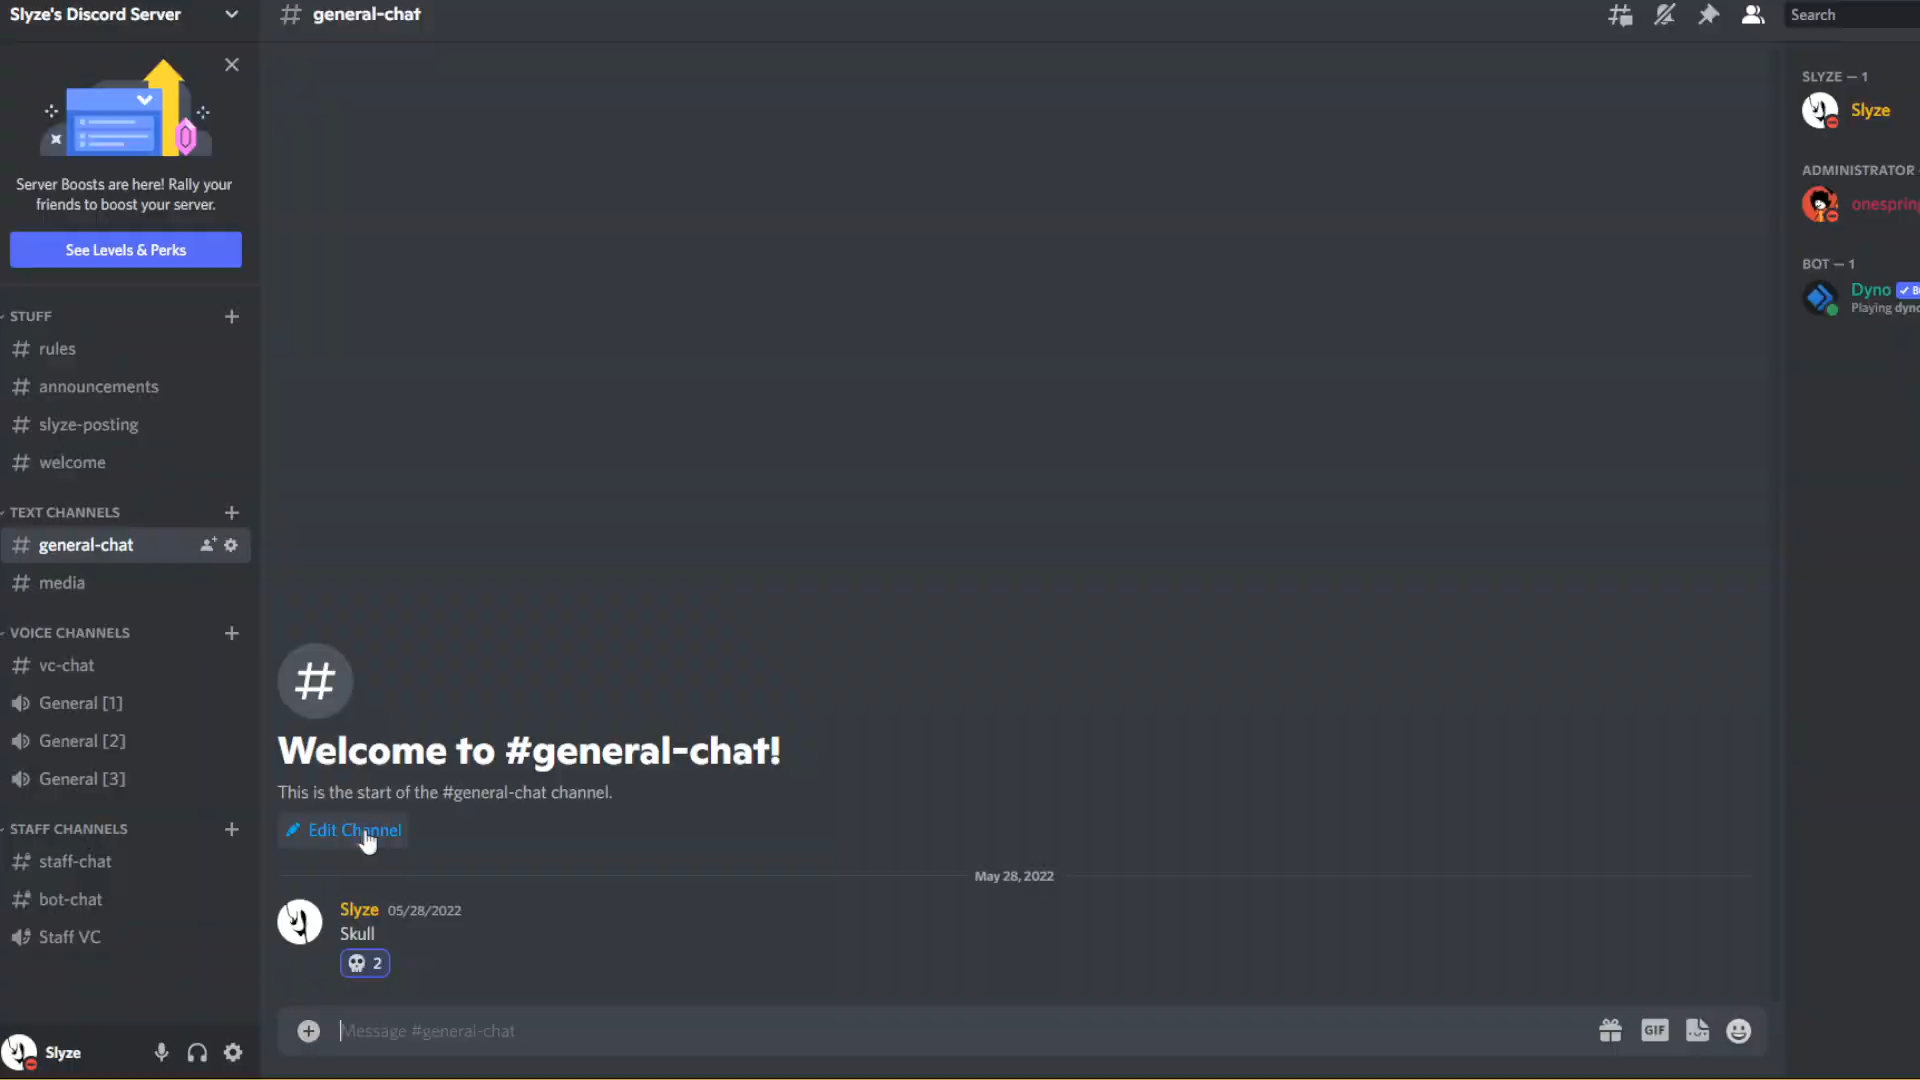 Slyze's Discord Server
general-chat
Search
Server Boosts are here! Rally your
friends to boost your server.
See Levels & Perks
STUFF
rules
announcements
slyze-posting
welcome
TEXT CHANNELS
general-chat
media
VOICE CHANNELS
vc-chat
General [1]
General [2]
General [3]
STAFF CHANNELS
staff-chat
bot-chat
Staff VC
Slyze
#
Welcome to #general-chat!
This is the start of the #general-chat channel.
Edit Channel
May 28, 2022
Slyze 05/28/2022
Skull
2
Message #general-chat
GIF
SLYZE — 1
Slyze
ADMINISTRATOR
onespring
BOT — 1
Dyno
Playing dyno